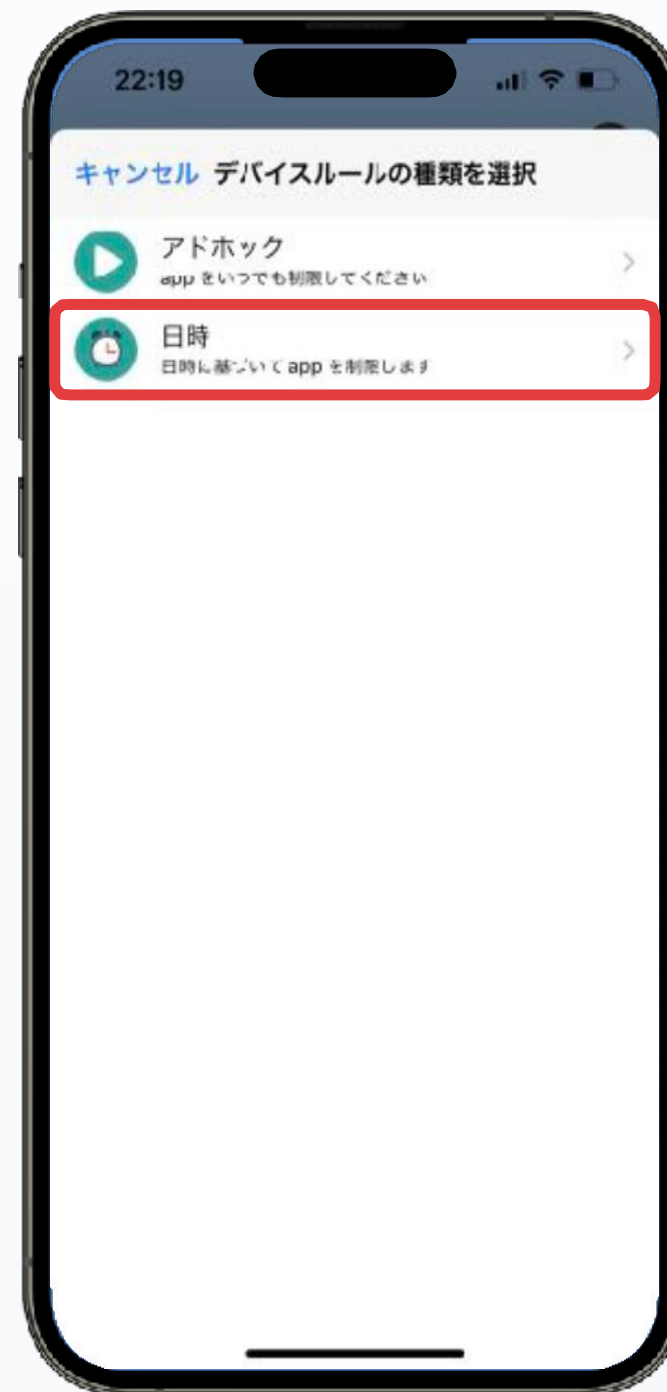 22:19
キャンセル デバイスルールの種類を選択
アドホック
app をいつでも制限してください
日時
日時に基づいて app を制限します